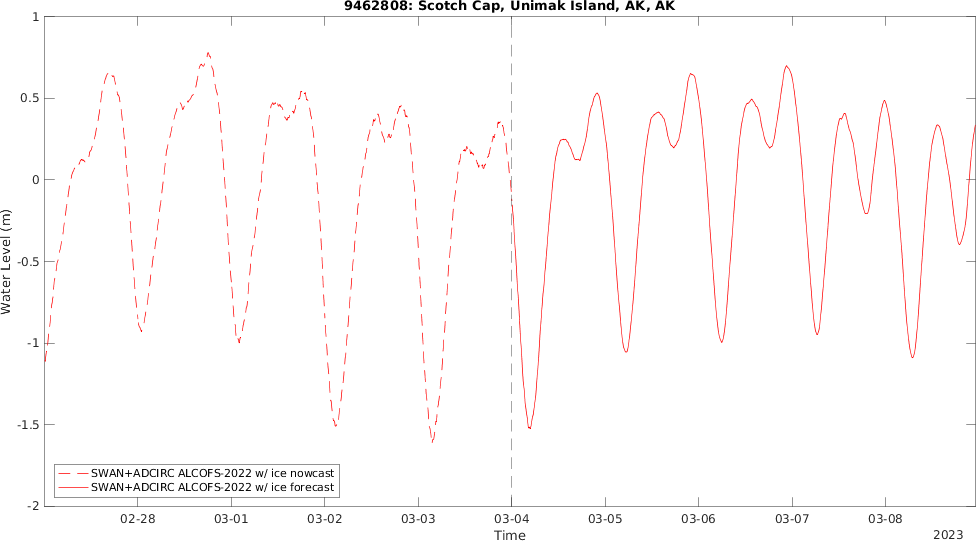 9462808: Scotch Cap, Unimak Island, AK, AK
1
0.5
0
-0.5
-1
-1.5
-2
Water Level (m)
SWAN+ADCIRC ALCOFS-2022 w/ ice nowcast
SWAN+ADCIRC ALCOFS-2022 w/ ice forecast
02-28 03-01 03-02 03-03 03-04 03-05 03-06 03-07 03-08
Time
2023